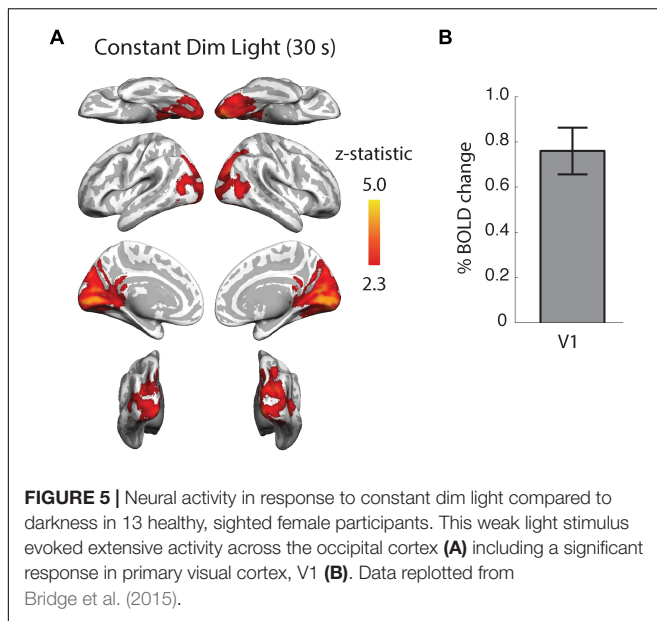 A
Constant Dim Light (30 s)
z-statistic
5.0
2.3
B
% BOLD change
1.0
0.8
0.6
0.4
0.2
0
V1
FIGURE 5 | Neural activity in response to constant dim light compared to
darkness in 13 healthy, sighted female participants. This weak light stimulus
evoked extensive activity across the occipital cortex (A) including a significant
response in primary visual cortex, V1 (B). Data replotted from
Bridge et al. (2015).